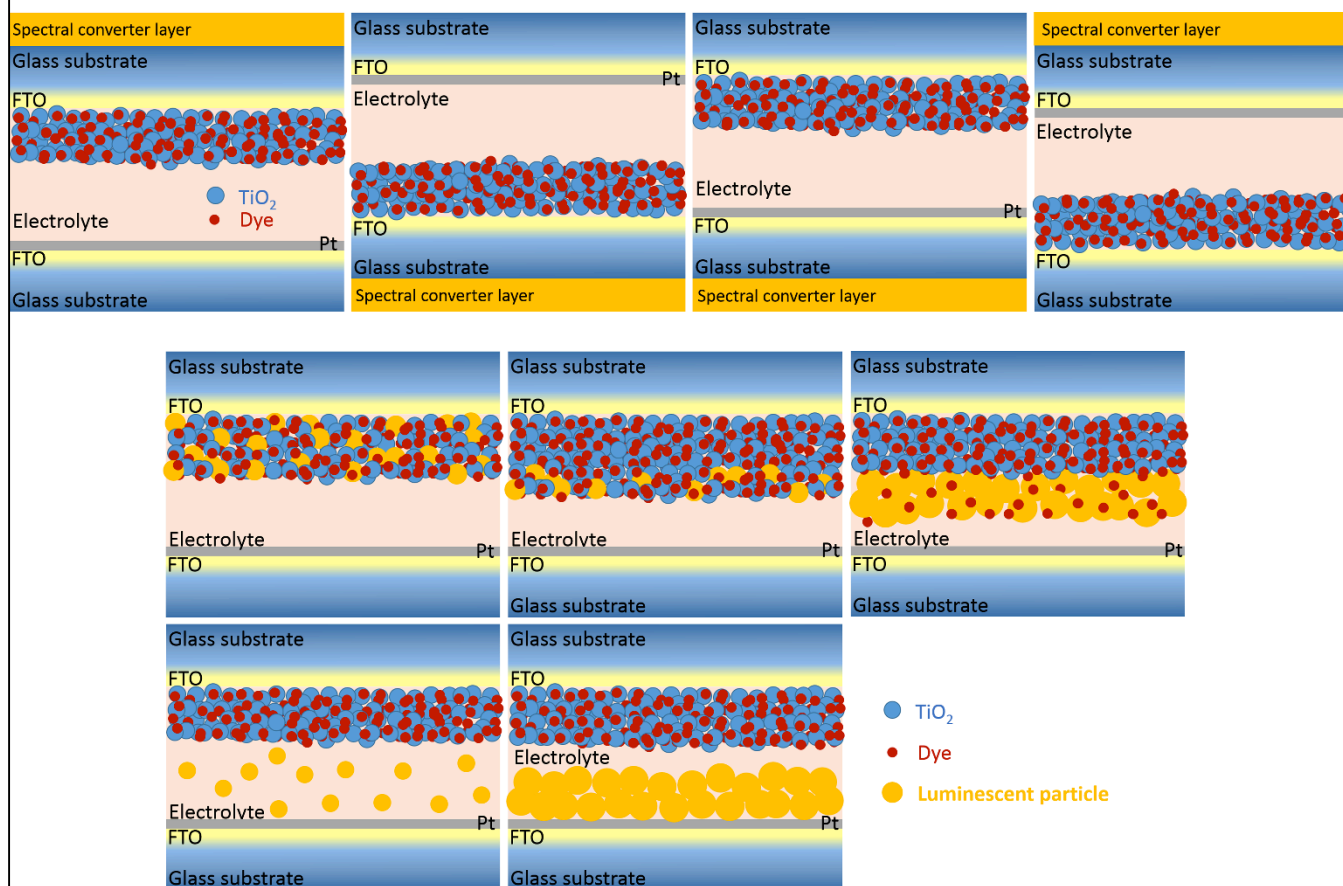 Spectral converter layer
Glass substrate
FTO
TiO2
Dye
Electrolyte
Pt
FTO
Glass substrate
Glass substrate
FTO
Pt
Electrolyte
FTO
Glass substrate
Spectral converter layer
Glass substrate
FTO
Electrolyte
Pt
FTO
Glass substrate
Spectral converter layer
Spectral converter layer
Glass substrate
FTO
Electrolyte
FTO
Glass substrate
Glass substrate
FTO
Electrolyte
Pt
FTO
Glass substrate
FTO
Electrolyte
Pt
FTO
Glass substrate
Glass substrate
FTO
Electrolyte
Pt
FTO
Glass substrate
Glass substrate
FTO
Electrolyte
Pt
FTO
Glass substrate
Glass substrate
FTO
Electrolyte
Pt
FTO
Glass substrate
TiO2
Dye
Luminescent particle